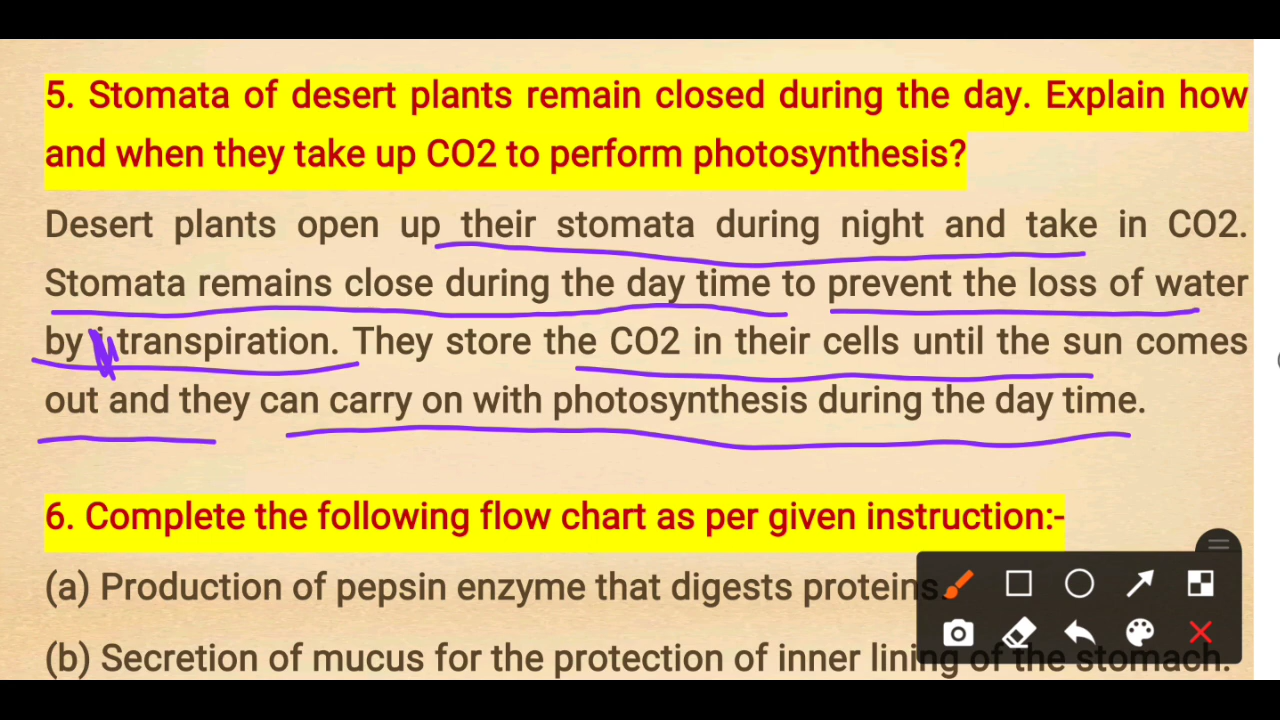 5. Stomata of desert plants remain closed during the day. Explain how
and when they take up CO2 to perform photosynthesis?
Desert plants open up their stomata during night and take in CO2.
Stomata remains close during the day time to prevent the loss of water
by transpiration. They store the CO2 in their cells until the sun comes
out and they can carry on with photosynthesis during the day time.
6. Complete the following flow chart as per given instruction:-
(a) Production of pepsin enzyme that digests proteins.
(b) Secretion of mucus for the protection of inner lining of the stomach.